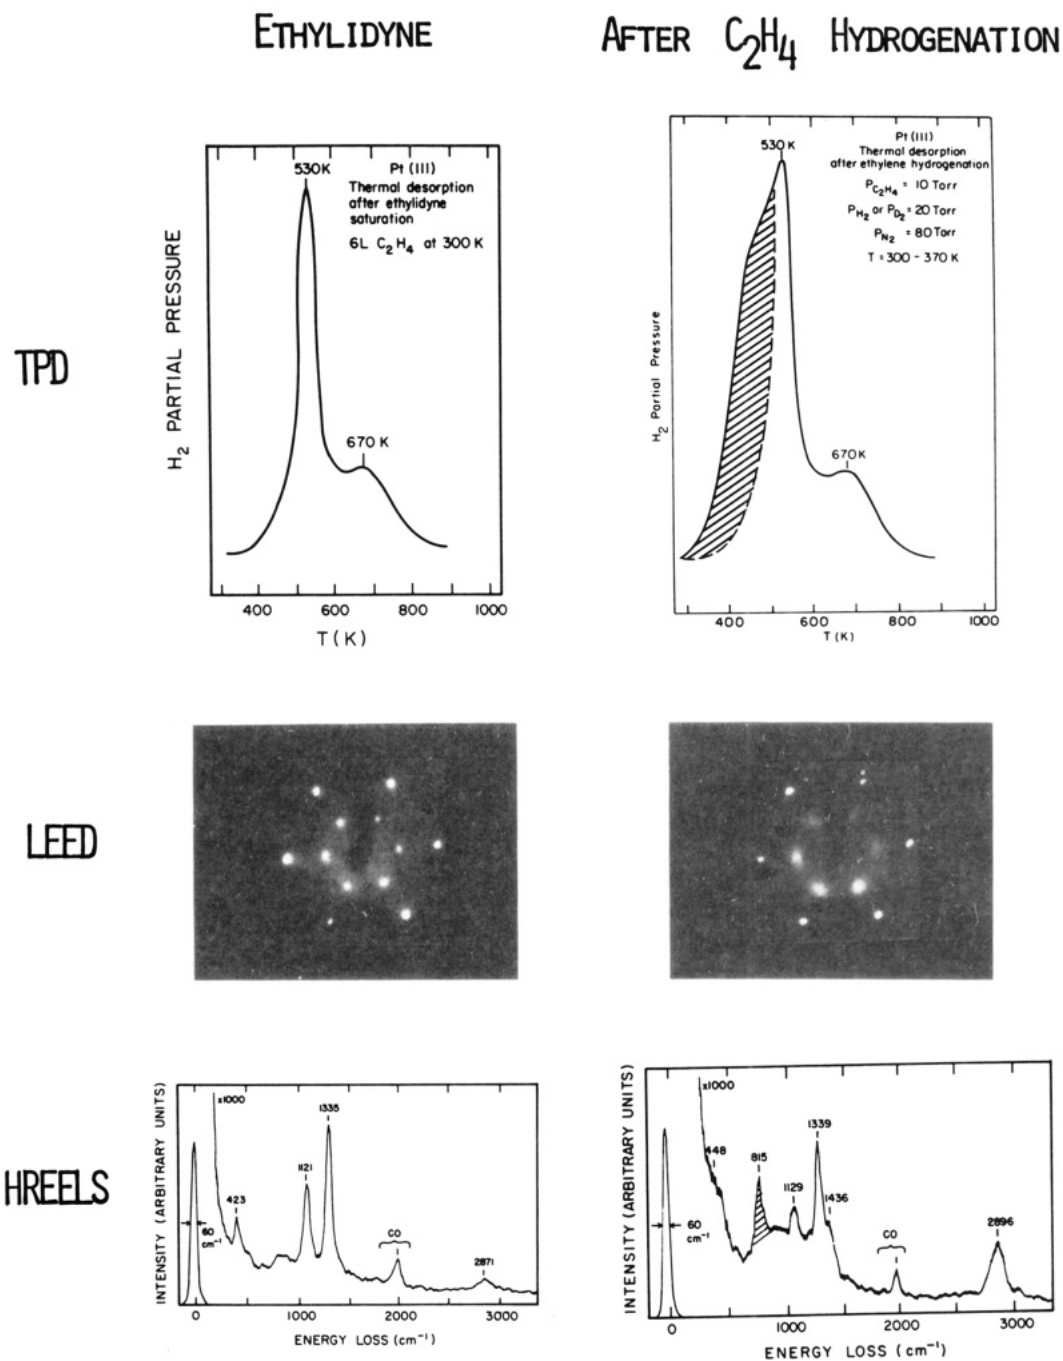 ETHYLIDYNE
AFTER C2H4 HYDROGENATION
TPD
H2 PARTIAL PRESSURE
530K
Pt (III)
Thermal desorption
after ethylidyne
saturation
6L C2H4 at 300 K
670 K
400
600
800
1000
T(K)
H2 Partial Pressure
530K
Pt (III)
Thermal desorption
after ethylene hydrogenation
PC2H4 = 10 Torr
PH2 or PD2 = 20 Torr
PN2 = 80 Torr
T = 300 - 370 K
670K
400
600
800
1000
T (K)
LEED
HREELS
INTENSITY (ARBITRARY UNITS)
x1000
60
cm-1
423
1121
1335
CO
2871
0
1000
2000
3000
ENERGY LOSS (cm-1)
INTENSITY (ARBITRARY UNITS)
x1000
60
cm-1
448
815
1129
1339
1436
CO
2896
0
1000
2000
3000
ENERGY LOSS (cm-1)